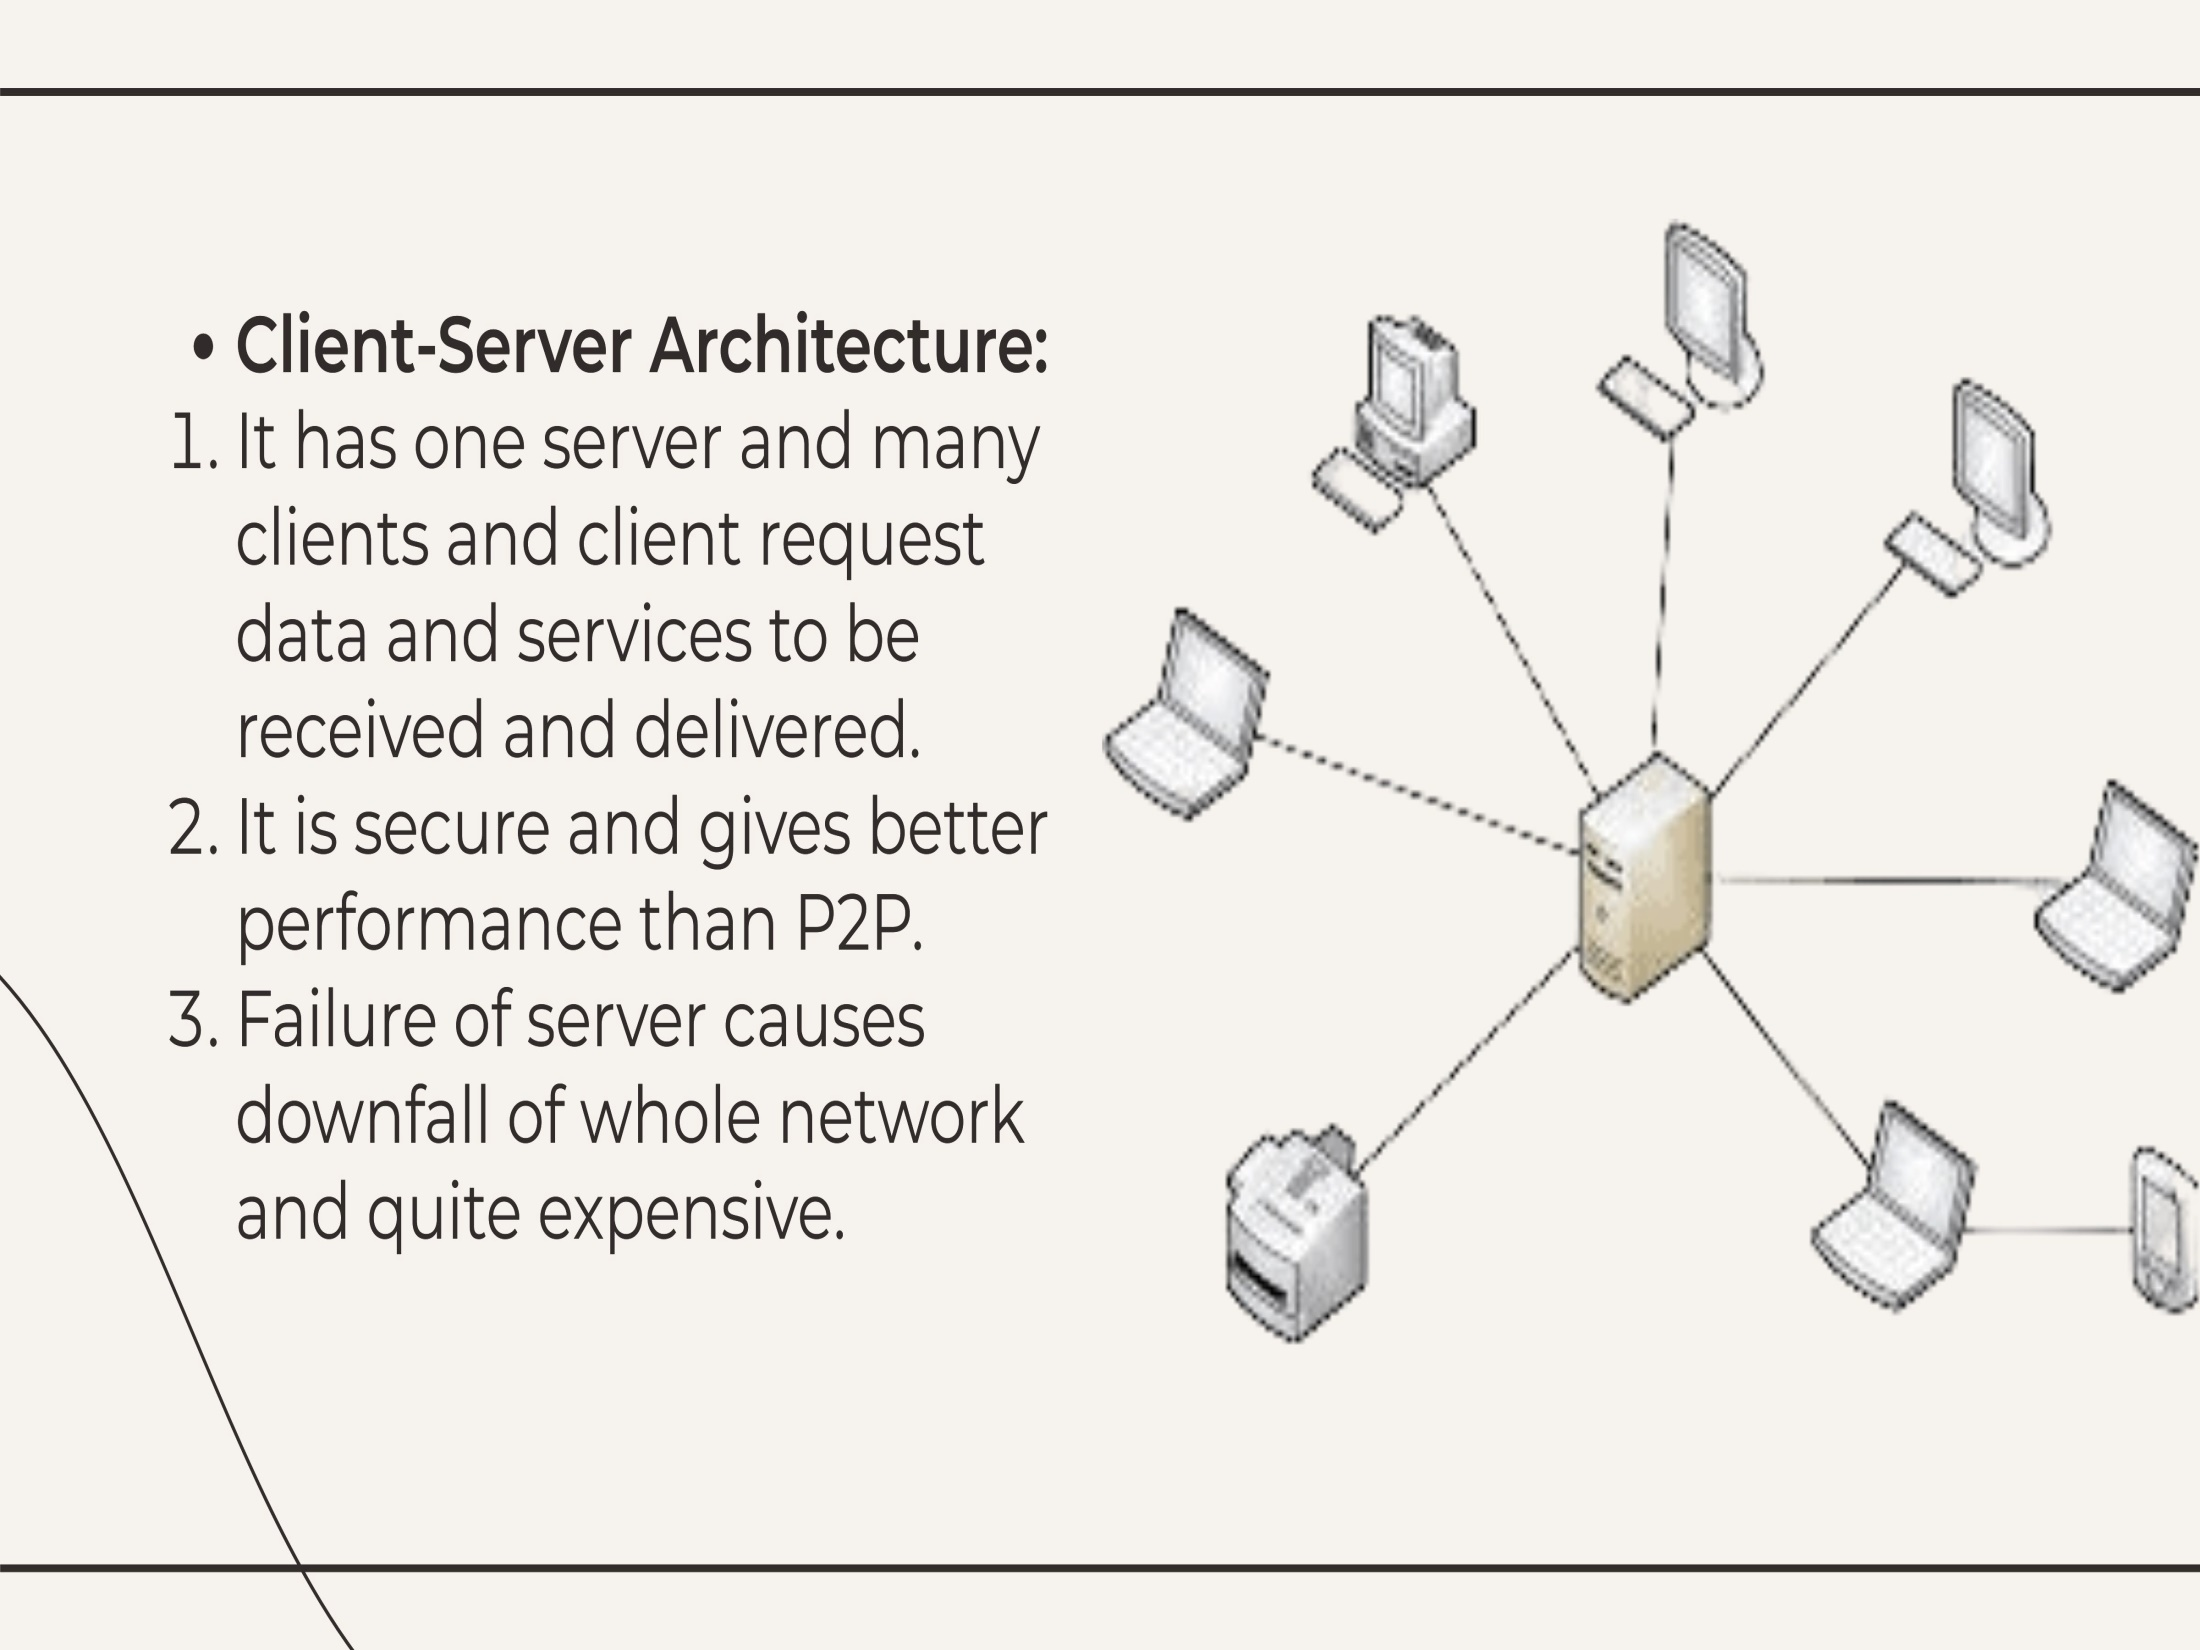 • Client-Server Architecture:
1. It has one server and many
clients and client request
data and services to be
received and delivered.
2. It is secure and gives better
performance than P2P.
3. Failure of server causes
downfall of whole network
and quite expensive.